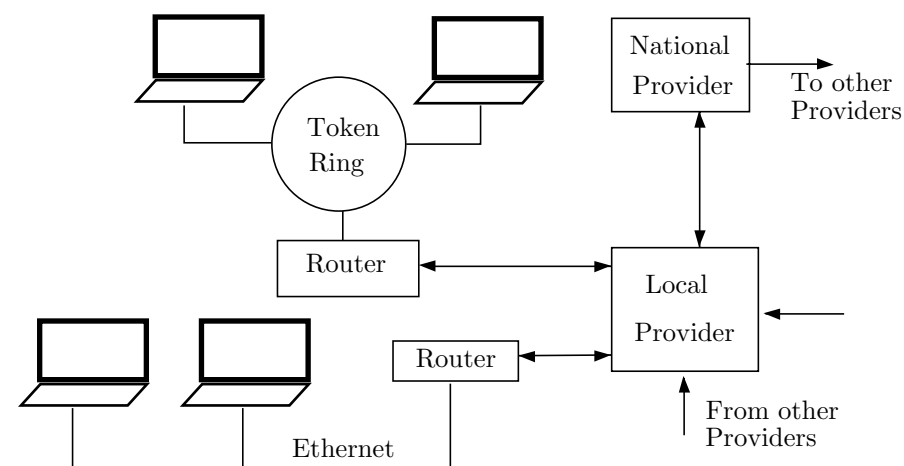 National
Provider
To other
Providers
Token
Ring
Router
Local
Provider
Router
From other
Providers
Ethernet